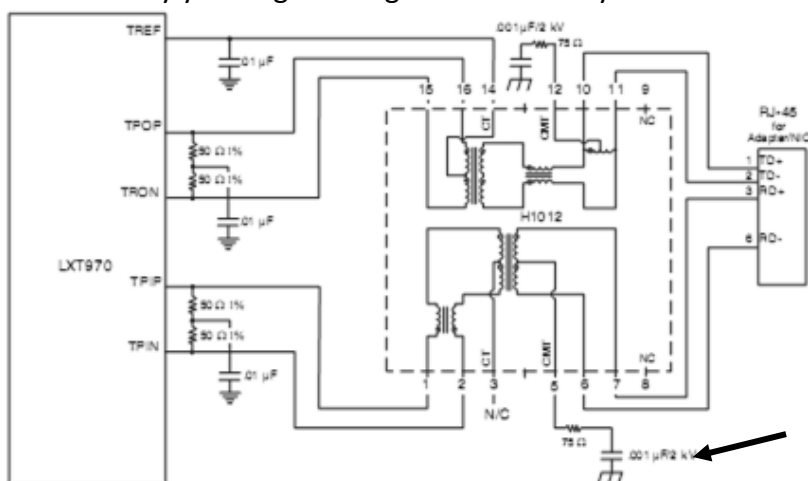 TREF
.01 µF
TPOP
50 Ω 1%
50 Ω 1%
TRON
.01 µF
LXT970
TPIP
50 Ω 1%
50 Ω 1%
TPIN
.01 µF
.001µF/2 kV
75 Ω
15 16 14 12 10 11 9
CT
CMT
NC
H1012
CT
CMT
NC
1 2 3 5 6 7 8
N/C
75 Ω
.001 µF/2 kV
RJ-45
for
Adapter/NIC
1 TD+
2 TD-
3 RD+
6 RD-